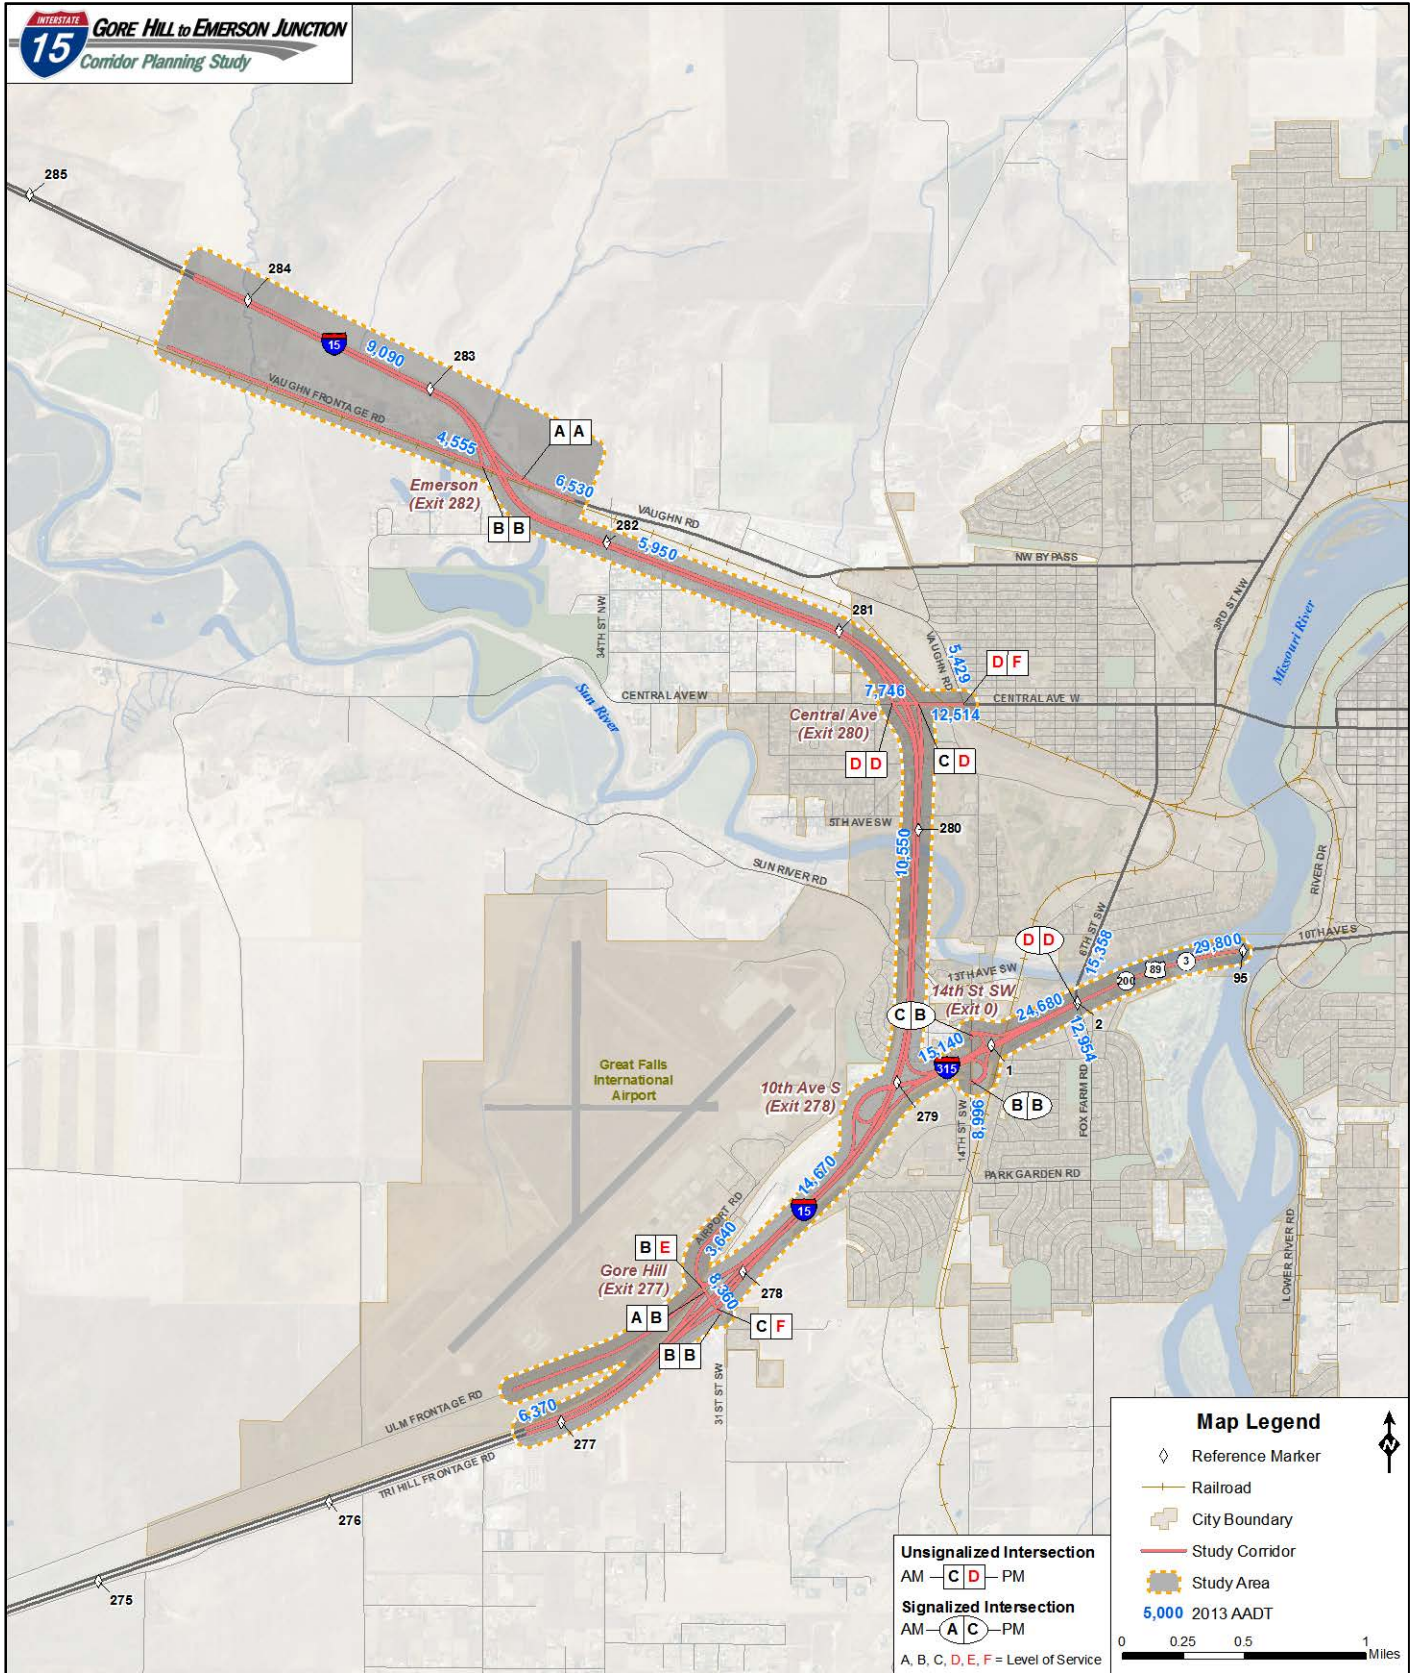 INTERSTATE
15
GORE HILL to EMERSON JUNCTION
Corridor Planning Study
285
284
15
9,090
283
VAUGHN FRONTAGE RD
4,555
A A
Emerson
(Exit 282)
6,530
B B
282
VAUGHN RD
5,950
NW BYPASS
3RD ST NW
Missouri River
34TH ST NW
281
VAUGHN RD
5,429
D F
Sun River
CENTRAL AVE W
7,746
CENTRAL AVE W
12,514
Central Ave
(Exit 280)
D D
C D
5TH AVE SW
280
10,550
SUN RIVER RD
RIVER DR
6TH ST SW
D D
15,358
29,800
10TH AVE S
3
89
200
95
13TH AVE SW
14th St SW
(Exit 0)
24,680
2
C B
12,954
15,140
315
1
Great Falls
International
Airport
10th Ave S
(Exit 278)
279
B B
14TH ST SW
8,996
FOX FARM RD
PARK GARDEN RD
14,670
15
AIRPORT RD
3,640
B E
Gore Hill
(Exit 277)
8,360
278
LOWER RIVER RD
A B
C F
B B
31ST ST SW
ULM FRONTAGE RD
6,370
277
TRI HILL FRONTAGE RD
276
275
Unsignalized Intersection
AM C D PM
Signalized Intersection
AM A C PM
A, B, C, D, E, F = Level of Service
Map Legend
N
Reference Marker
Railroad
City Boundary
Study Corridor
Study Area
5,000 2013 AADT
0 0.25 0.5 1
Miles